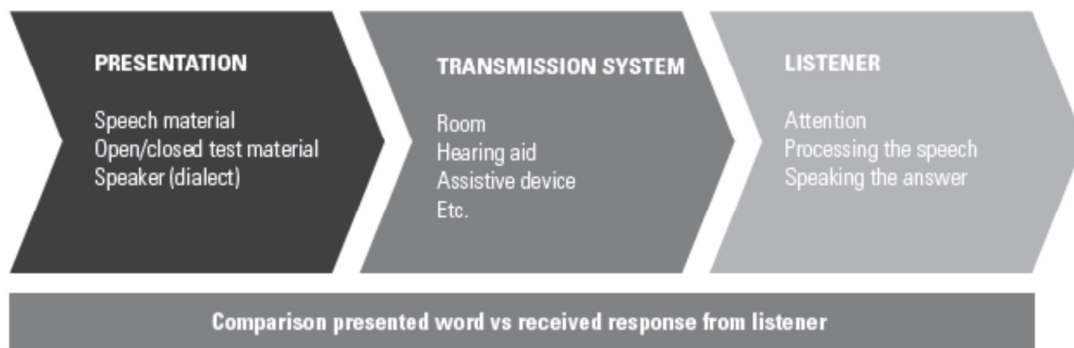 PRESENTATION
Speech material
Open/closed test material
Speaker (dialect)
TRANSMISSION SYSTEM
Room
Hearing aid
Assistive device
Etc.
LISTENER
Attention
Processing the speech
Speaking the answer
Comparison presented word vs received response from listener